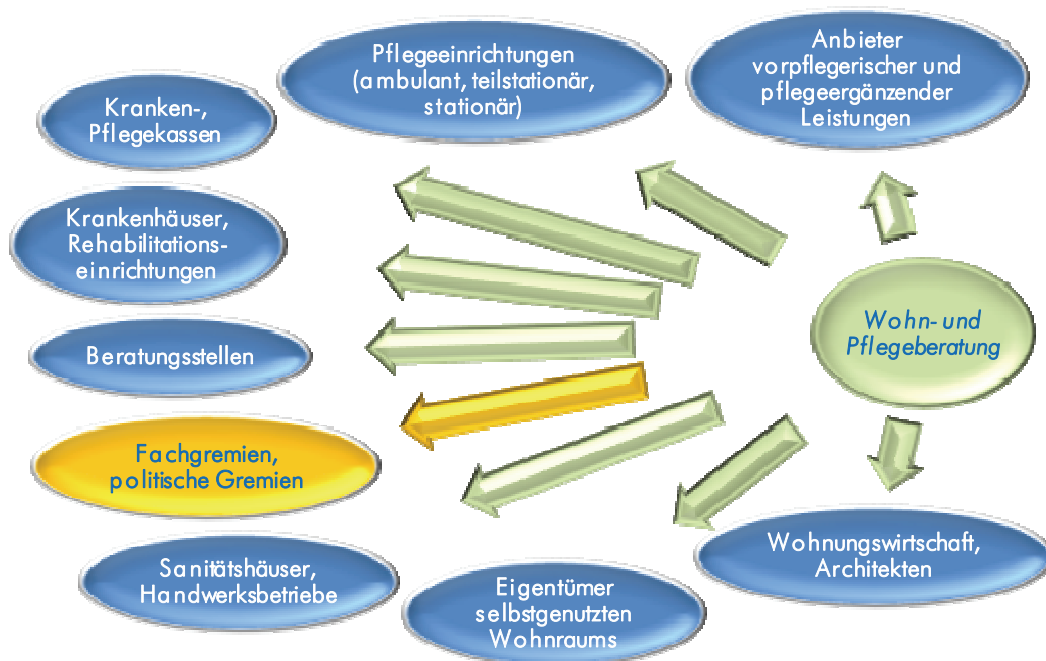 Pflegeeinrichtungen
(ambulant, teilstationär,
stationär)
Anbieter
vorpflegerischer und
pflegeergänzender
Leistungen
Kranken-,
Pflegekassen
Krankenhäuser,
Rehabilitations-
einrichtungen
Beratungsstellen
Wohn- und
Pflegeberatung
Fachgremien,
politische Gremien
Sanitätshäuser,
Handwerksbetriebe
Eigentümer
selbstgenutzten
Wohnraums
Wohnungswirtschaft,
Architekten